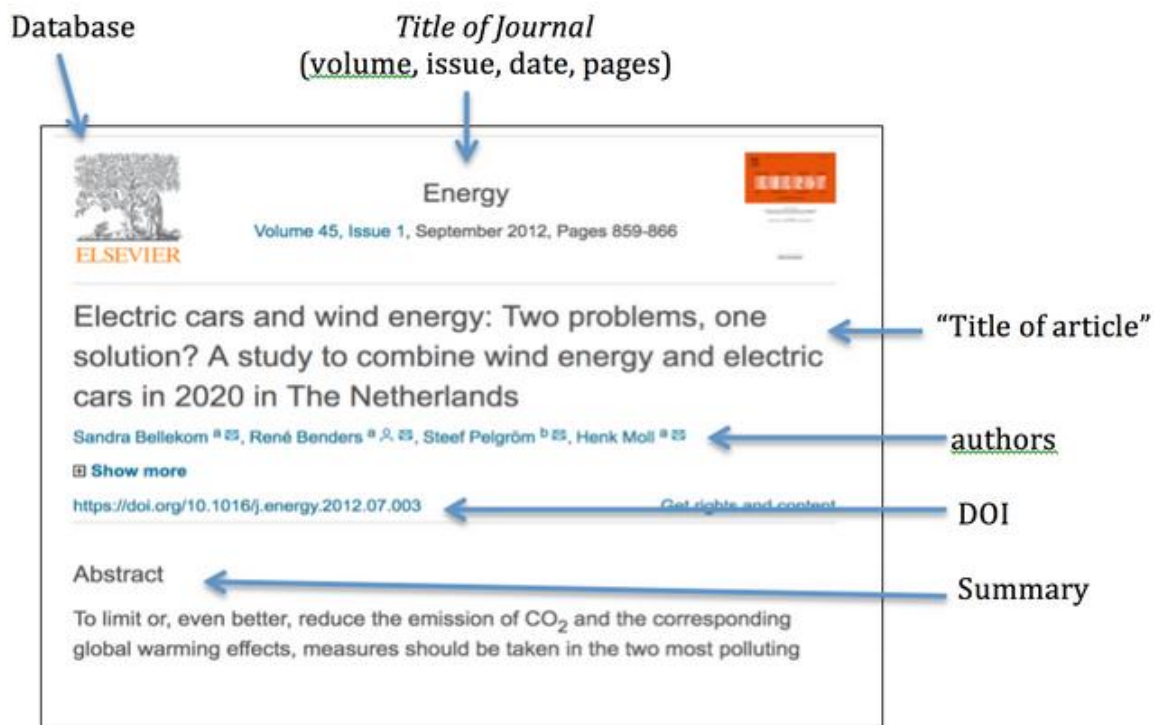 Database
Title of Journal
(volume, issue, date, pages)
ELSEVIER
Energy
Volume 45, Issue 1, September 2012, Pages 859-866
ENERGY
Electric cars and wind energy: Two problems, one
solution? A study to combine wind energy and electric
cars in 2020 in The Netherlands
“Title of article”
Sandra Bellekom a, René Benders a, Steef Pelgröm b, Henk Moll a
authors
Show more
https://doi.org/10.1016/j.energy.2012.07.003
Get rights and content
DOI
Abstract
Summary
To limit or, even better, reduce the emission of CO2 and the corresponding
global warming effects, measures should be taken in the two most polluting